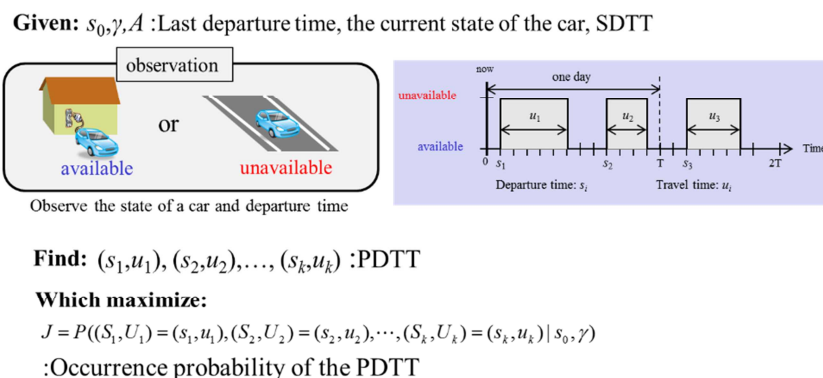 Given: s₀,γ,A :Last departure time, the current state of the car, SDTT
observation
or
available
unavailable
Observe the state of a car and departure time
now
one day
unavailable
u₁
u₂
u₃
available
0
s₁
s₂
T
s₃
2T
Time
Departure time: sᵢ
Travel time: uᵢ
Find: (s₁,u₁), (s₂,u₂),…, (sₖ,uₖ) :PDTT
Which maximize:
J = P((S₁,U₁) = (s₁,u₁),(S₂,U₂) = (s₂,u₂),⋯,(Sₖ,Uₖ) = (sₖ,uₖ) | s₀,γ)
:Occurrence probability of the PDTT